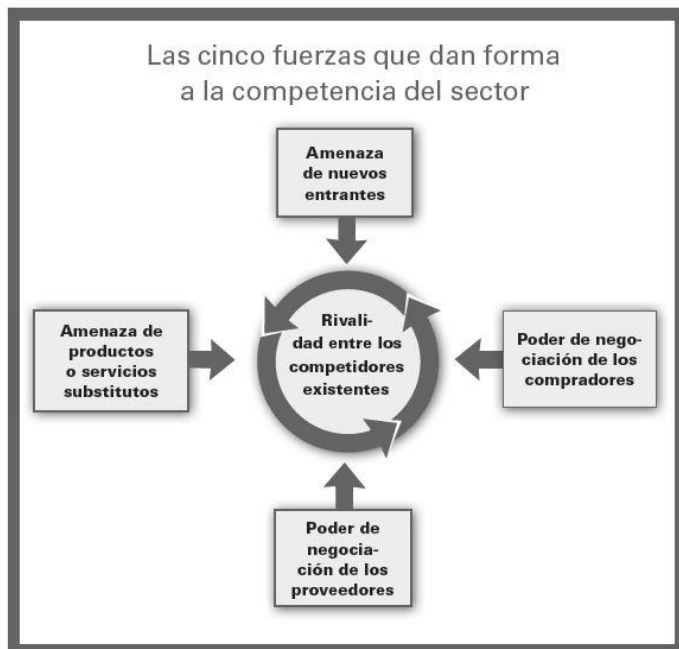 Las cinco fuerzas que dan forma
a la competencia del sector
Amenaza
de nuevos
entrantes
Amenaza de
productos
o servicios
substitutos
Rivali-
dad entre los
competidores
existentes
Poder de nego-
ciación de los
compradores
Poder de
negocia-
ción de los
proveedores